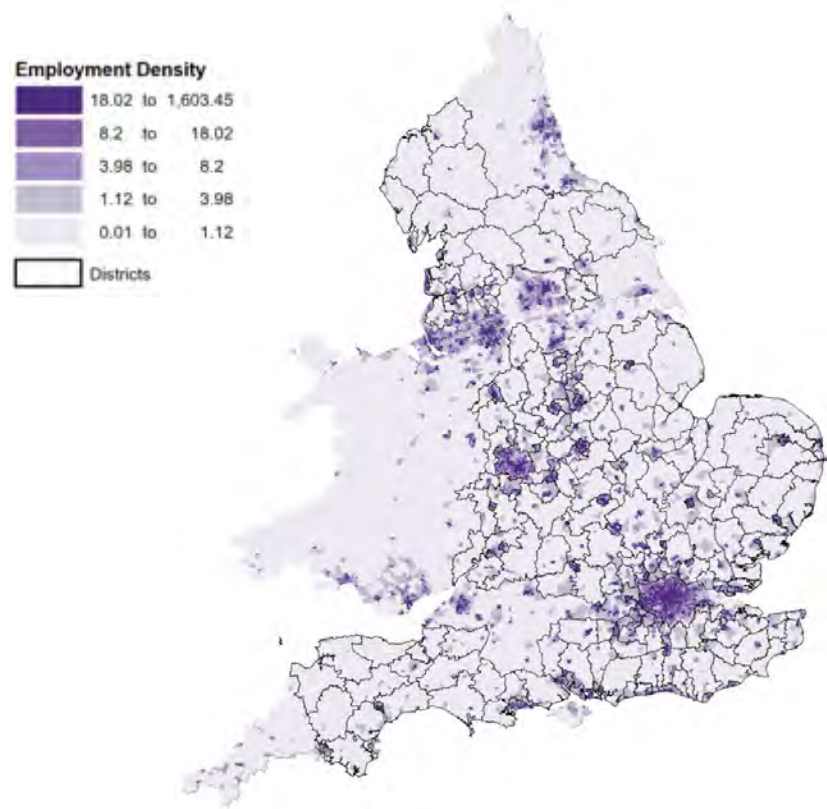 Employment Density
18.02 to 1,603.45
8.2 to 18.02
3.98 to 8.2
1.12 to 3.98
0.01 to 1.12
Districts